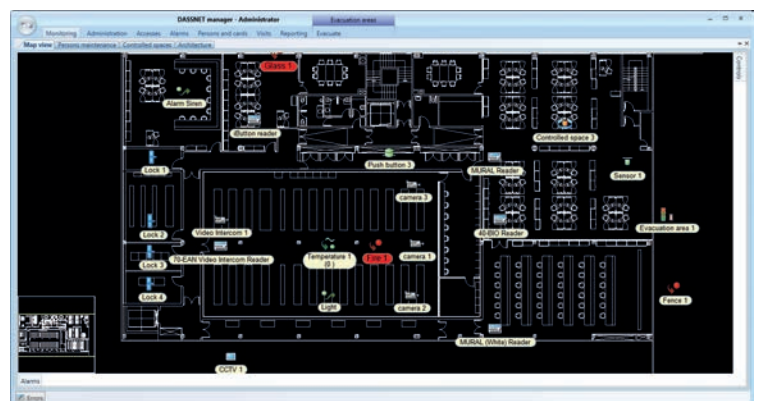 DASSNET manager - Administrator
Evacuation areas
Monitoring Administration Accesses Alarms Persons and cards Visits Reporting Evacuate
Map view Persons maintenance Controlled spaces Architecture
Controls
Glass 1
Alarm Siren
iButton reader
Controlled space 3
Push button 3
Lock 1
MURAL Reader
Sensor 1
camera 3
Lock 2
Video Intercom 1
40-BIO Reader
Evacuation area 1
Lock 3
70-EAN Video Intercom Reader
Temperature 1
(0 )
Fire 1
camera 1
Lock 4
Light
camera 2
Fence 1
MURAL (White) Reader
CCTV 1
Alarms
Errors